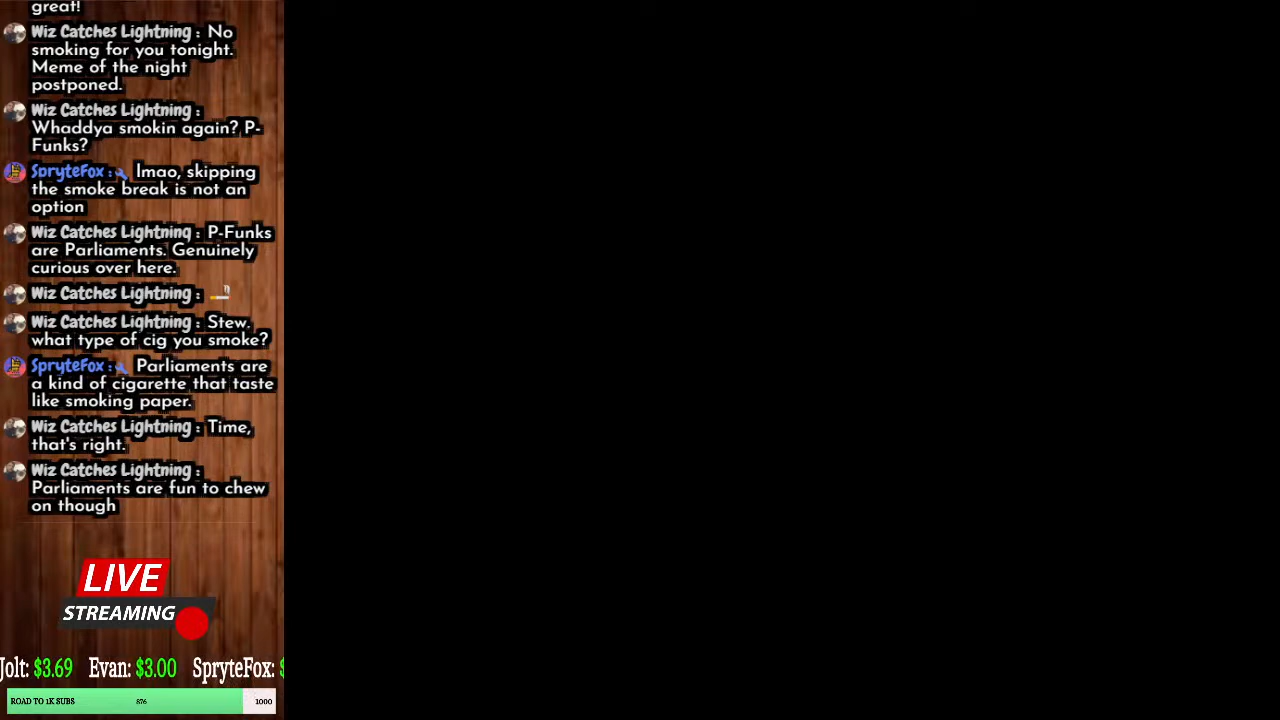 great!
Wiz Catches Lightning : No
smoking for you tonight.
Meme of the night
postponed.
Wiz Catches Lightning :
Whaddya smokin again? P-
Funks?
SpryteFox : lmao, skipping
the smoke break is not an
option
Wiz Catches Lightning : P-Funks
are Parliaments. Genuinely
curious over here.
Wiz Catches Lightning :
Wiz Catches Lightning : Stew.
what type of cig you smoke?
SpryteFox : Parliaments are
a kind of cigarette that taste
like smoking paper.
Wiz Catches Lightning : Time,
that's right.
Wiz Catches Lightning :
Parliaments are fun to chew
on though
LIVE
STREAMING
Jolt: $3.69 Evan: $3.00 SpryteFox: $
ROAD TO 1K SUBS 876 1000